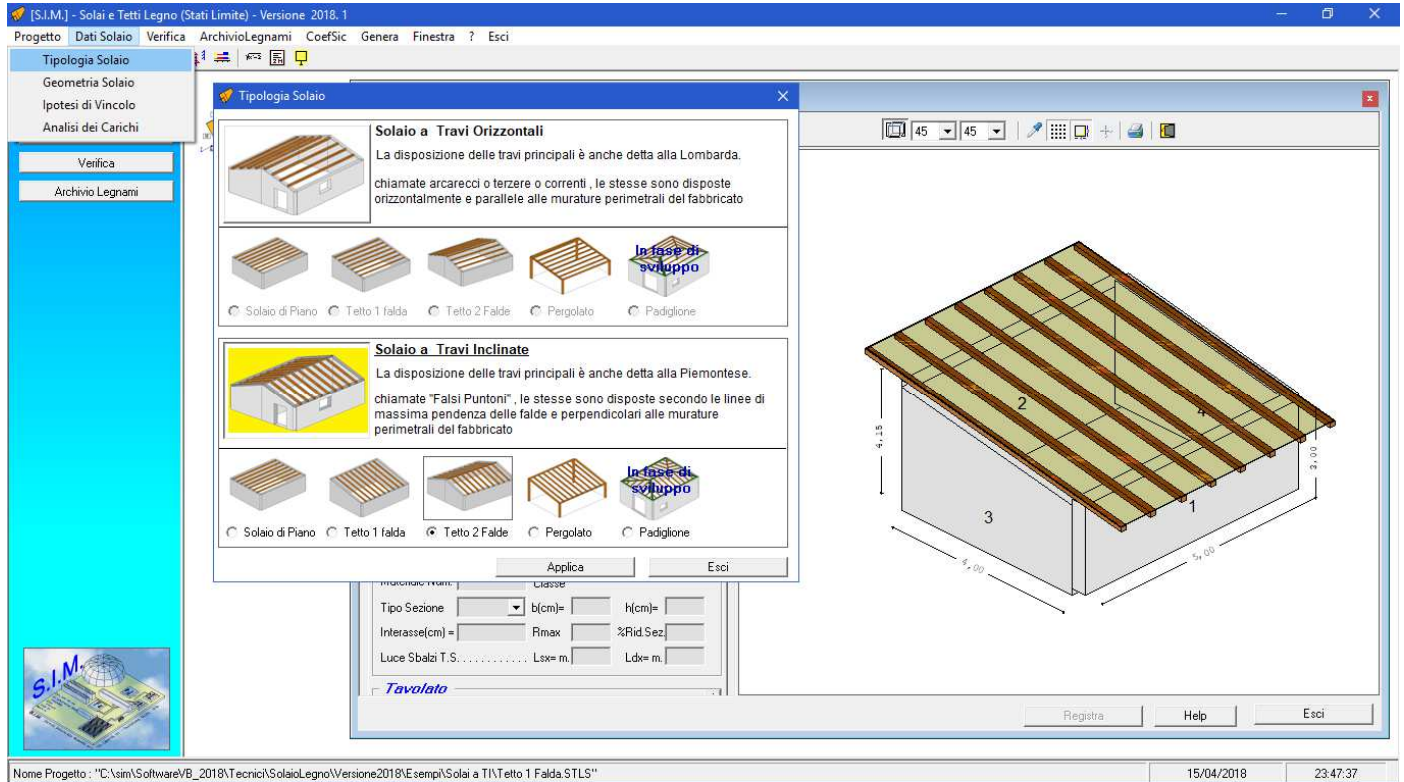 [S.I.M.] - Solai e Tetti Legno (Stati Limite) - Versione 2018. 1
Progetto Dati Solaio Verifica ArchivioLegnami CoefSic Genera Finestra ? Esci
Tipologia Solaio
Geometria Solaio
Ipotesi di Vincolo
Analisi dei Carichi
Verifica
Archivio Legnami
Tipologia Solaio
Solaio a Travi Orizzontali
La disposizione delle travi principali è anche detta alla Lombarda.
chiamate arcarecci o terzere o correnti , le stesse sono disposte
orizzontalmente e parallele alle murature perimetrali del fabbricato
In fase di
sviluppo
Solaio di Piano Tetto 1 falda Tetto 2 Falde Pergolato Padiglione
Solaio a Travi Inclinate
La disposizione delle travi principali è anche detta alla Piemontese.
chiamate "Falsi Puntoni" , le stesse sono disposte secondo le linee di
massima pendenza delle falde e perpendicolari alle murature
perimetrali del fabbricato
In fase di
sviluppo
Solaio di Piano Tetto 1 falda Tetto 2 Falde Pergolato Padiglione
Applica Esci
45 45
2
4
4,15
3,00
3
1
4,00
5,00
Materiale Num. Classe
Tipo Sezione b(cm)= h(cm)=
Interasse(cm) = Rmax %Rid.Sez.
Luce Sbalzi T.S. . . . . . . . . . . . Lsx= m. Ldx= m.
Tavolato
Registra Help Esci
S.I.M.
Nome Progetto : "C:\sim\SoftwareVB_2018\Tecnici\SolaioLegno\Versione2018\Esempi\Solai a TI\Tetto 1 Falda.STLS" 15/04/2018 23:47:37